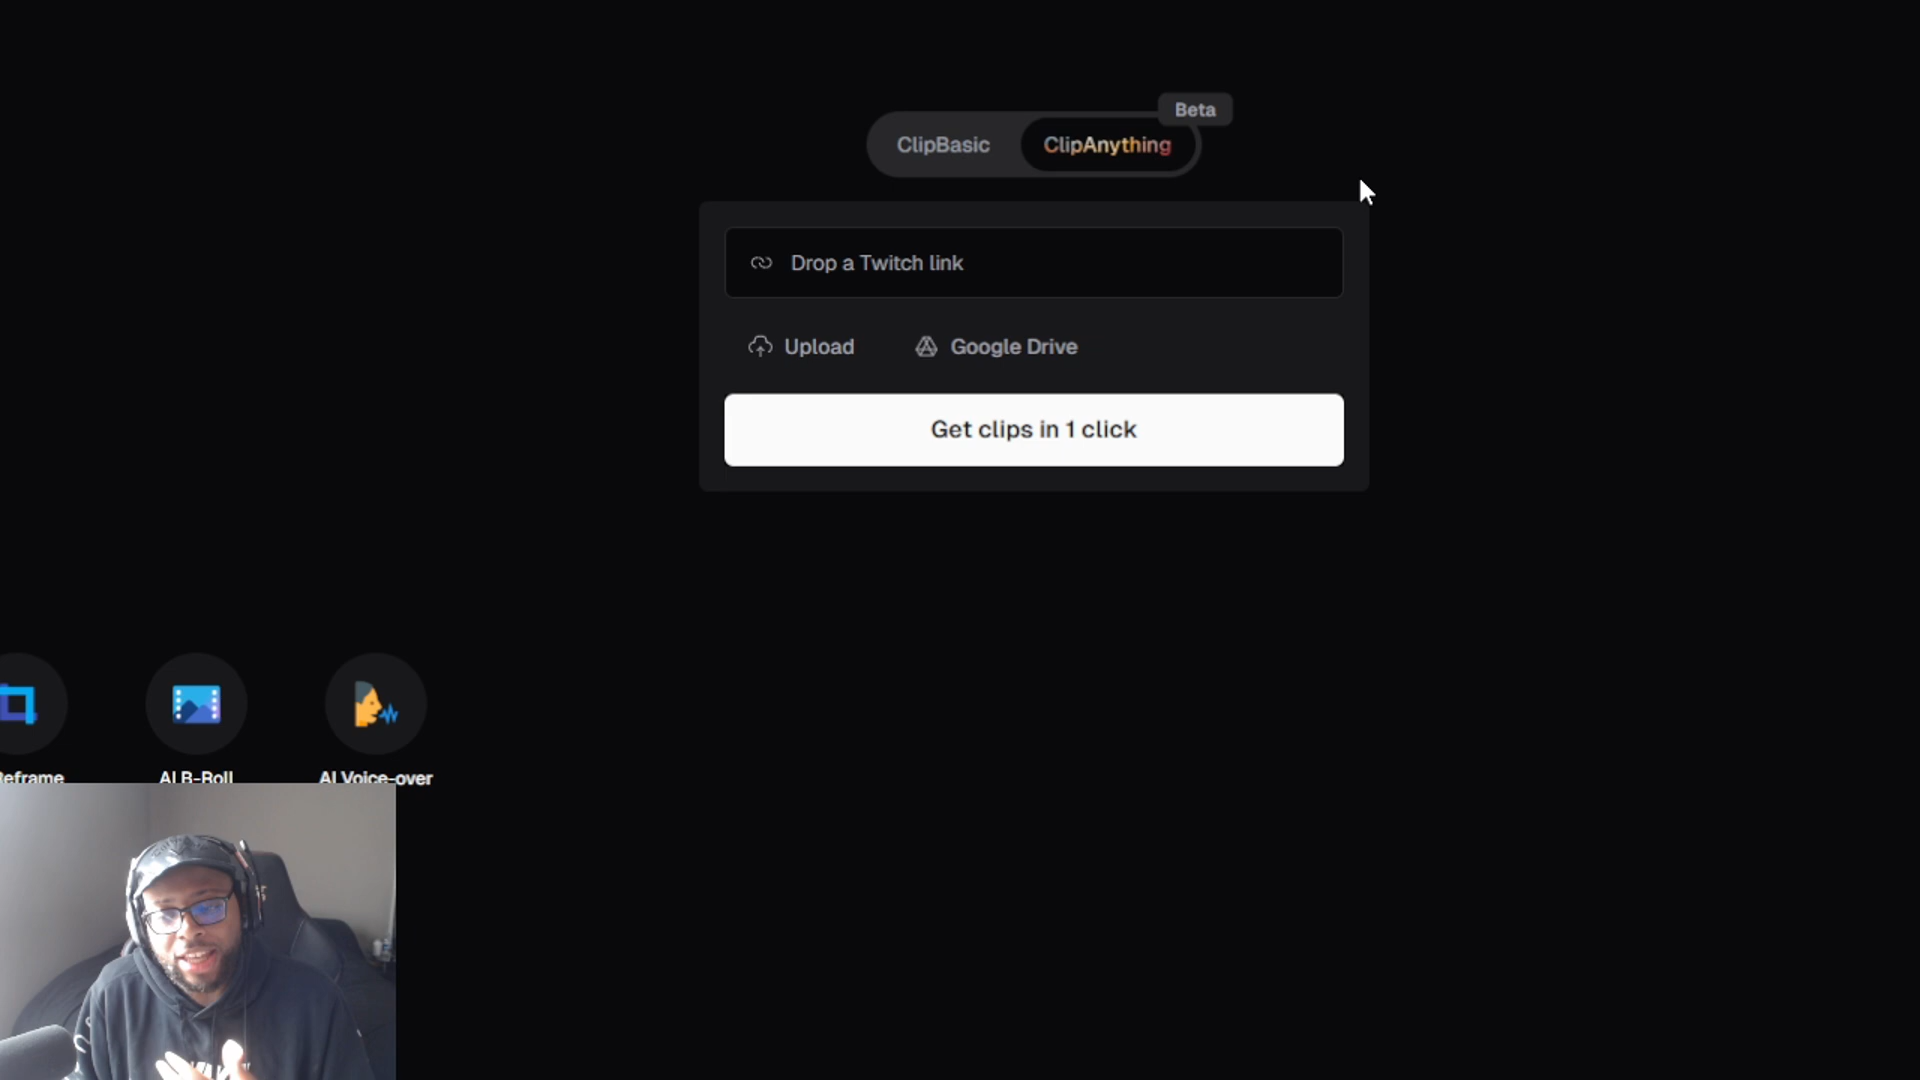 Beta
ClipBasic
ClipAnything
Drop a Twitch link
Upload
Google Drive
Get clips in 1 click
Reframe
AI B-Roll
AI Voice-over